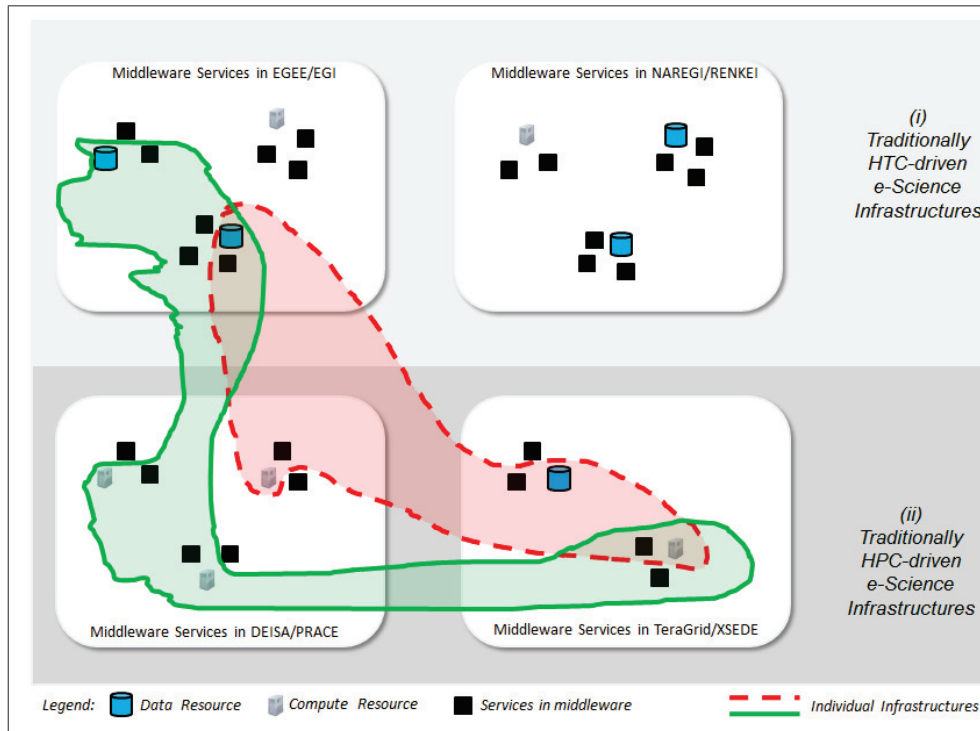 Middleware Services in EGEE/EGI
Middleware Services in NAREGI/RENKEI
(i)
Traditionally
HTC-driven
e-Science
Infrastructures
(ii)
Traditionally
HPC-driven
e-Science
Infrastructures
Middleware Services in DEISA/PRACE
Middleware Services in TeraGrid/XSEDE
Legend: Data Resource Compute Resource Services in middleware Individual Infrastructures